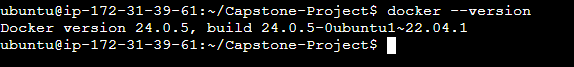 ubuntu@ip-172-31-39-61:~/Capstone-Project$ docker --version
Docker version 24.0.5, build 24.0.5-0ubuntu1~22.04.1
ubuntu@ip-172-31-39-61:~/Capstone-Project$